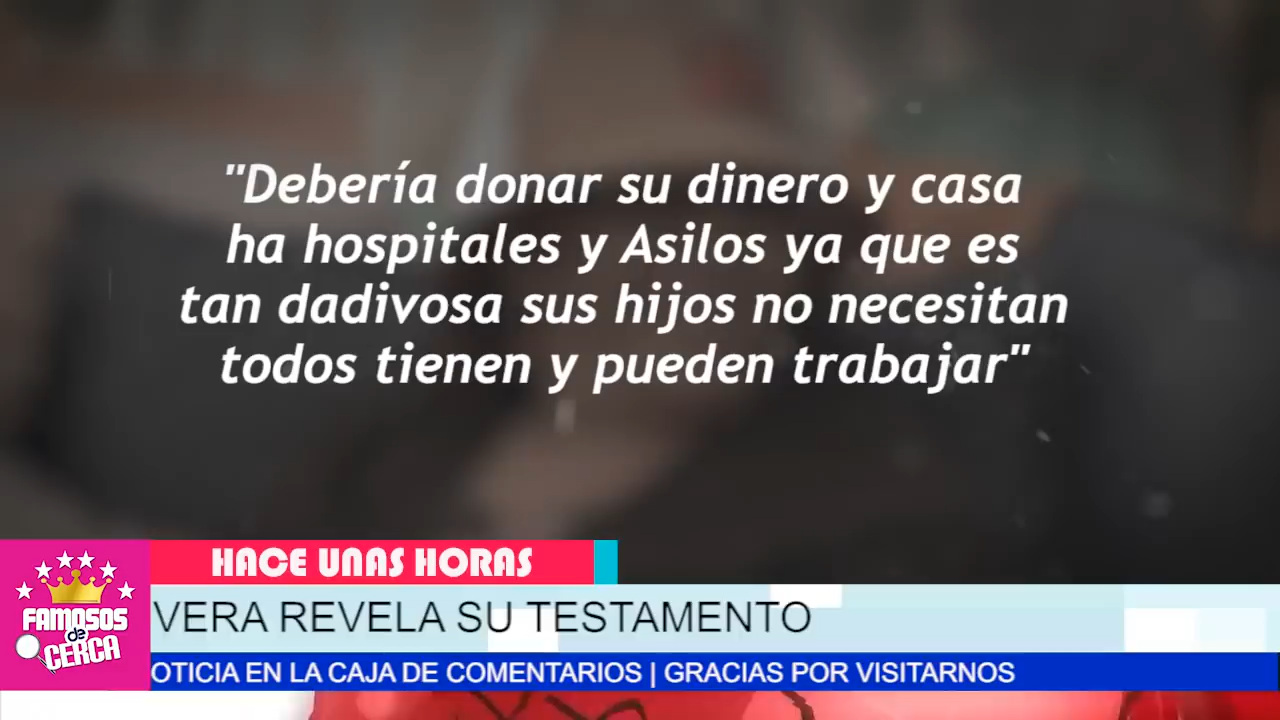 "Debería donar su dinero y casa
ha hospitales y Asilos ya que es
tan dadivosa sus hijos no necesitan
todos tienen y pueden trabajar"
HACE UNAS HORAS
VERA REVELA SU TESTAMENTO
FAMOSOS
de
CERCA
OTICIA EN LA CAJA DE COMENTARIOS | GRACIAS POR VISITARNOS